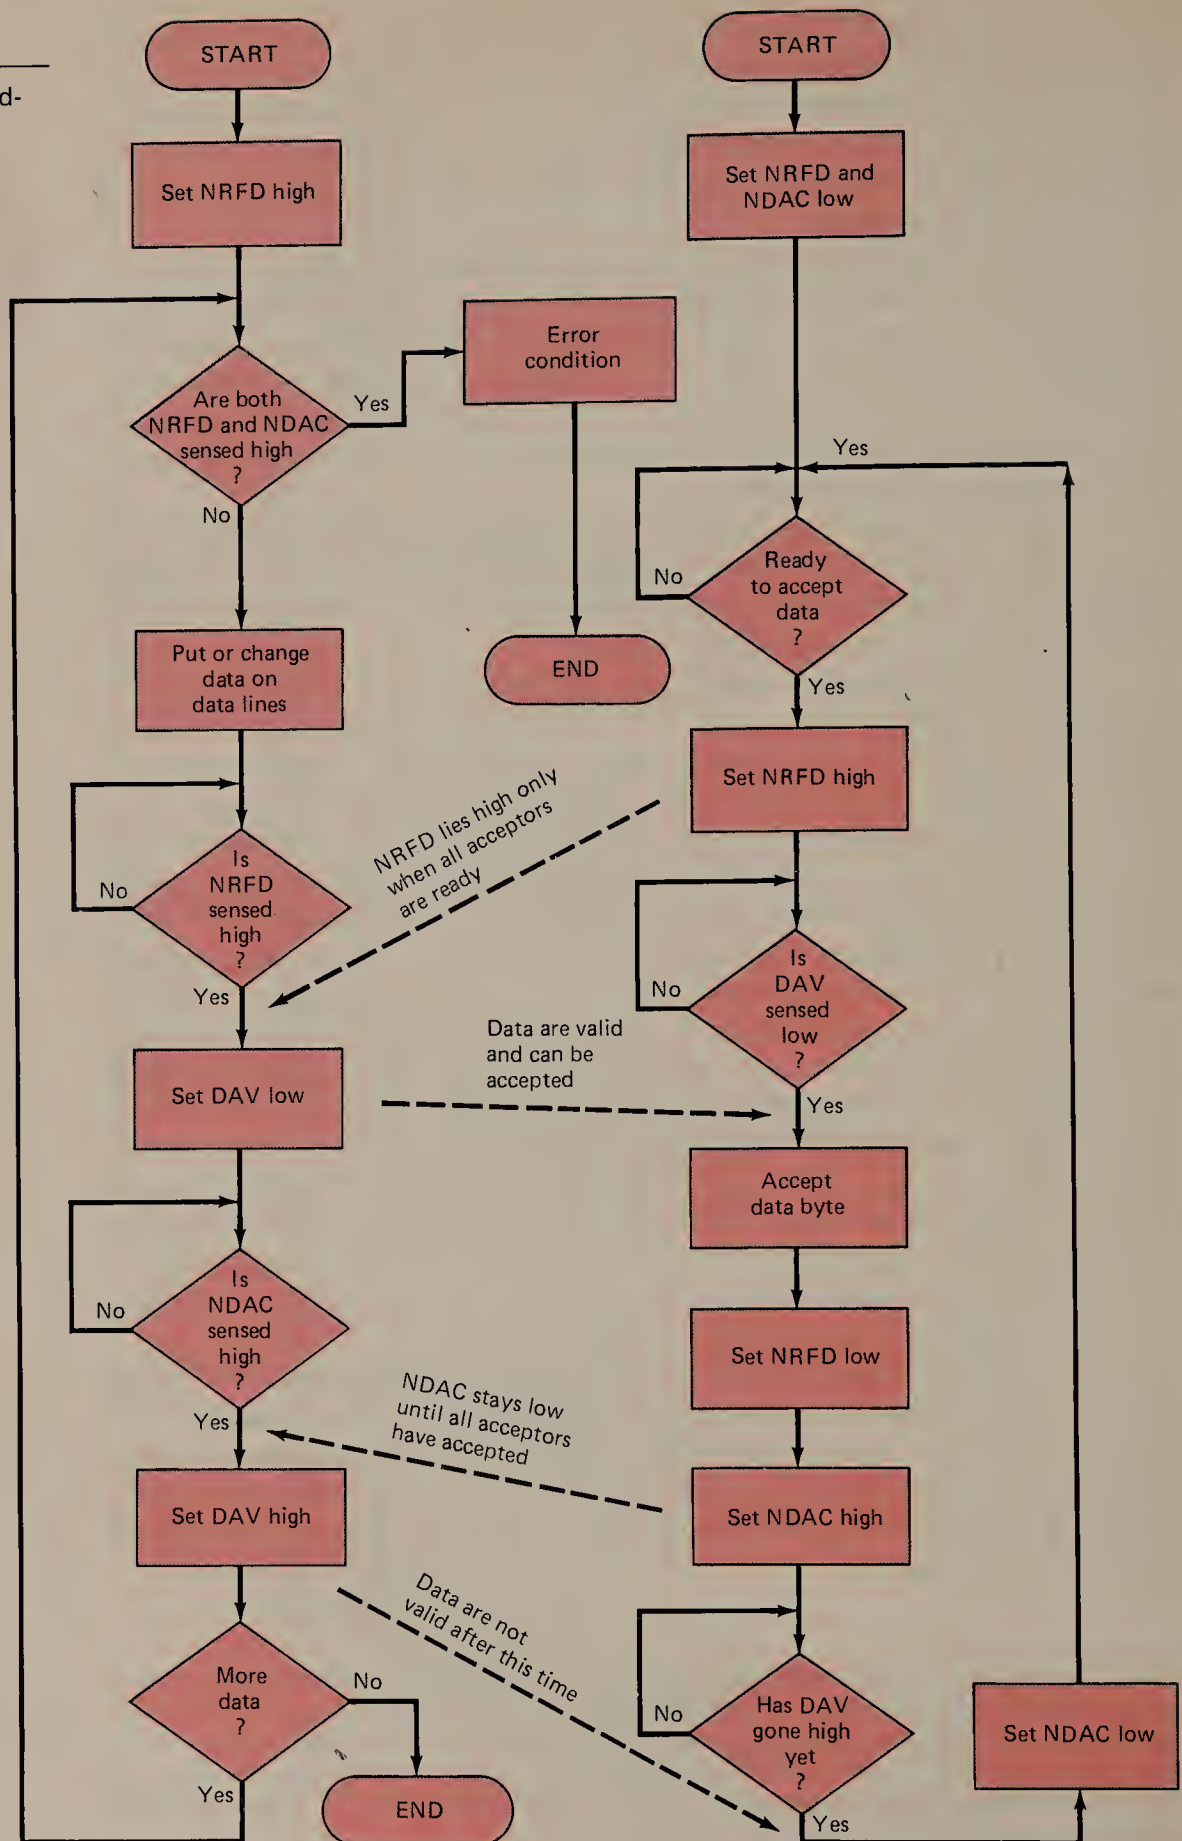 d-
START
Set NRFD high
Are both
NRFD and NDAC
sensed high
?
Yes
No
Error
condition
END
Put or change
data on
data lines
Is
NRFD
sensed
high
?
No
Yes
Set DAV low
Is
NDAC
sensed
high
?
No
Yes
Set DAV high
More
data
?
No
Yes
END
NRFD lies high only
when all acceptors
are ready
Data are valid
and can be
accepted
NDAC stays low
until all acceptors
have accepted
Data are not
valid after this time
START
Set NRFD and
NDAC low
Yes
Ready
to accept
data
?
No
Yes
Set NRFD high
Is
DAV
sensed
low
?
No
Yes
Accept
data byte
Set NRFD low
Set NDAC high
Has DAV
gone high
yet
?
No
Yes
Set NDAC low